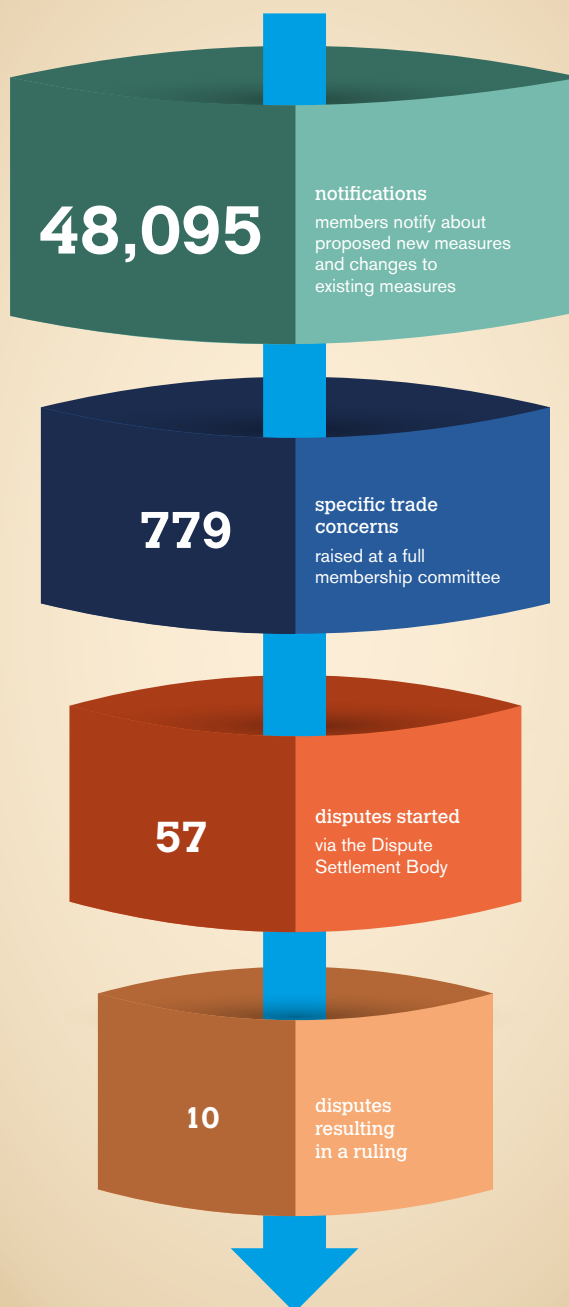 48,095
notifications
members notify about
proposed new measures
and changes to
existing measures
779
specific trade
concerns
raised at a full
membership committee
57
disputes started
via the Dispute
Settlement Body
10
disputes
resulting
in a ruling